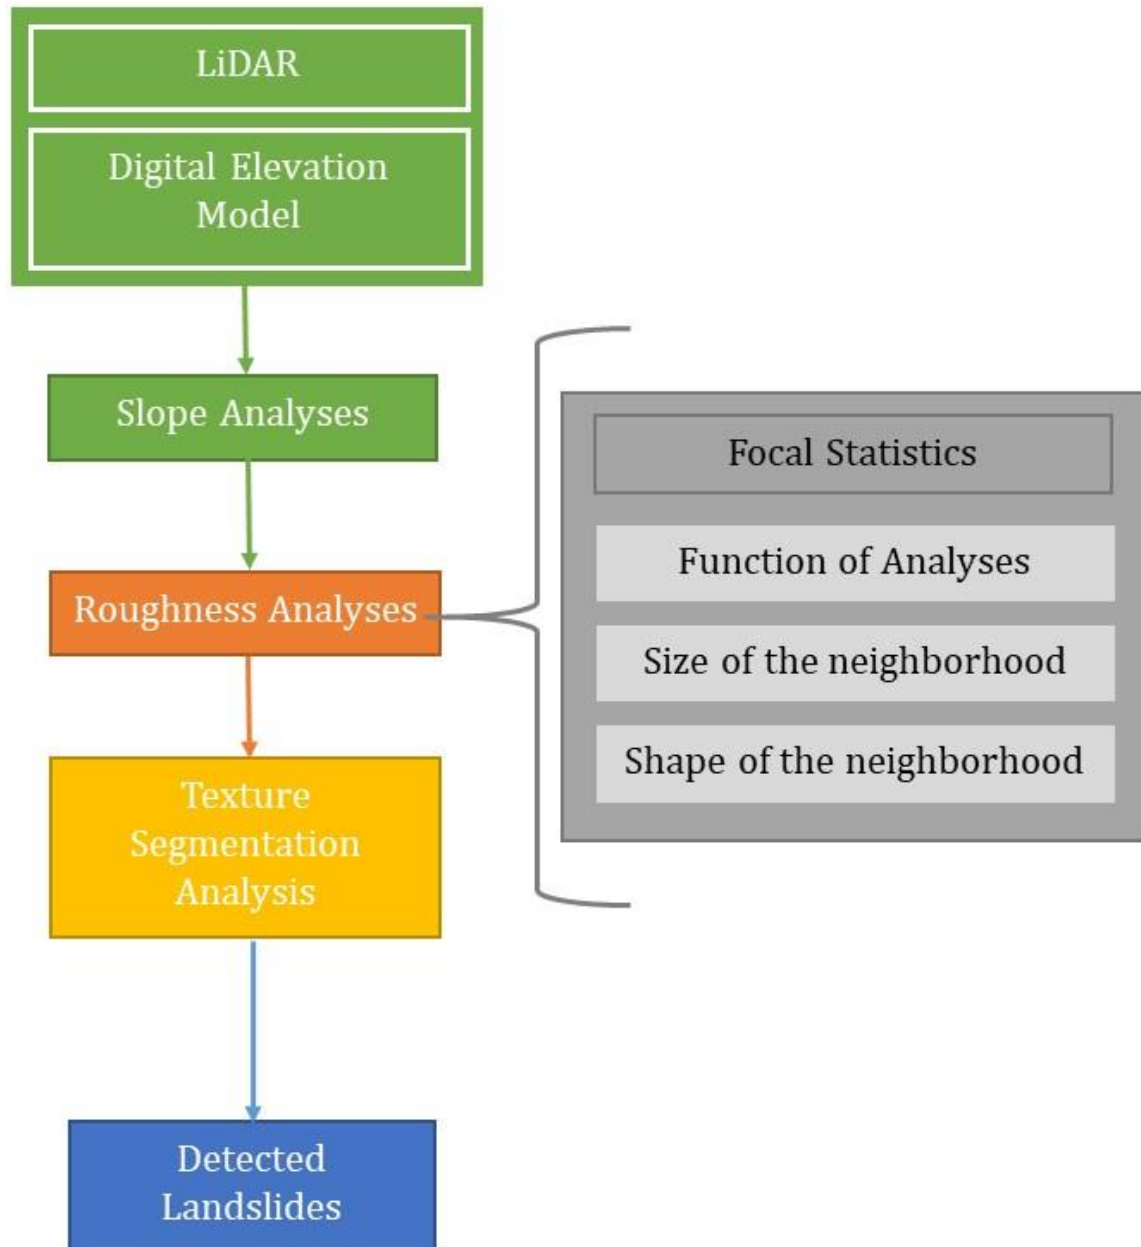 LiDAR
Digital Elevation
Model
Slope Analyses
Roughness Analyses
Texture
Segmentation
Analysis
Detected
Landslides
Focal Statistics
Function of Analyses
Size of the neighborhood
Shape of the neighborhood